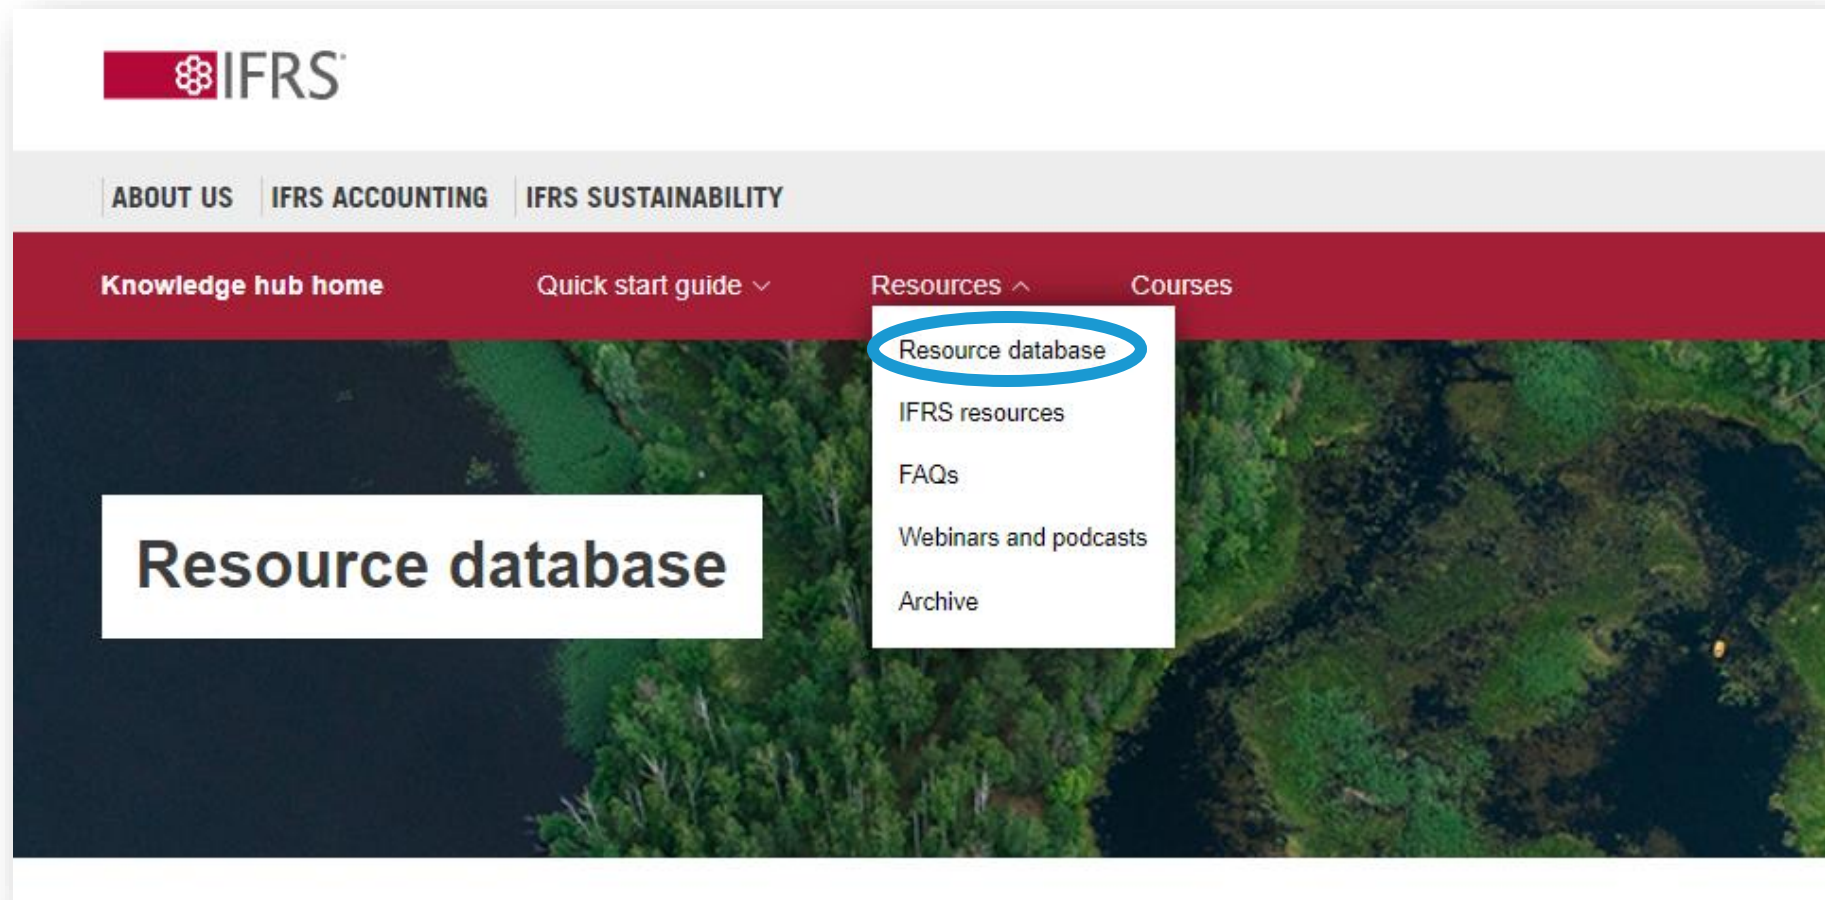 IFRS
ABOUT US IFRS ACCOUNTING IFRS SUSTAINABILITY
Knowledge hub home Quick start guide Resources Courses
Resource database
IFRS resources
FAQs
Webinars and podcasts
Archive
Resource database